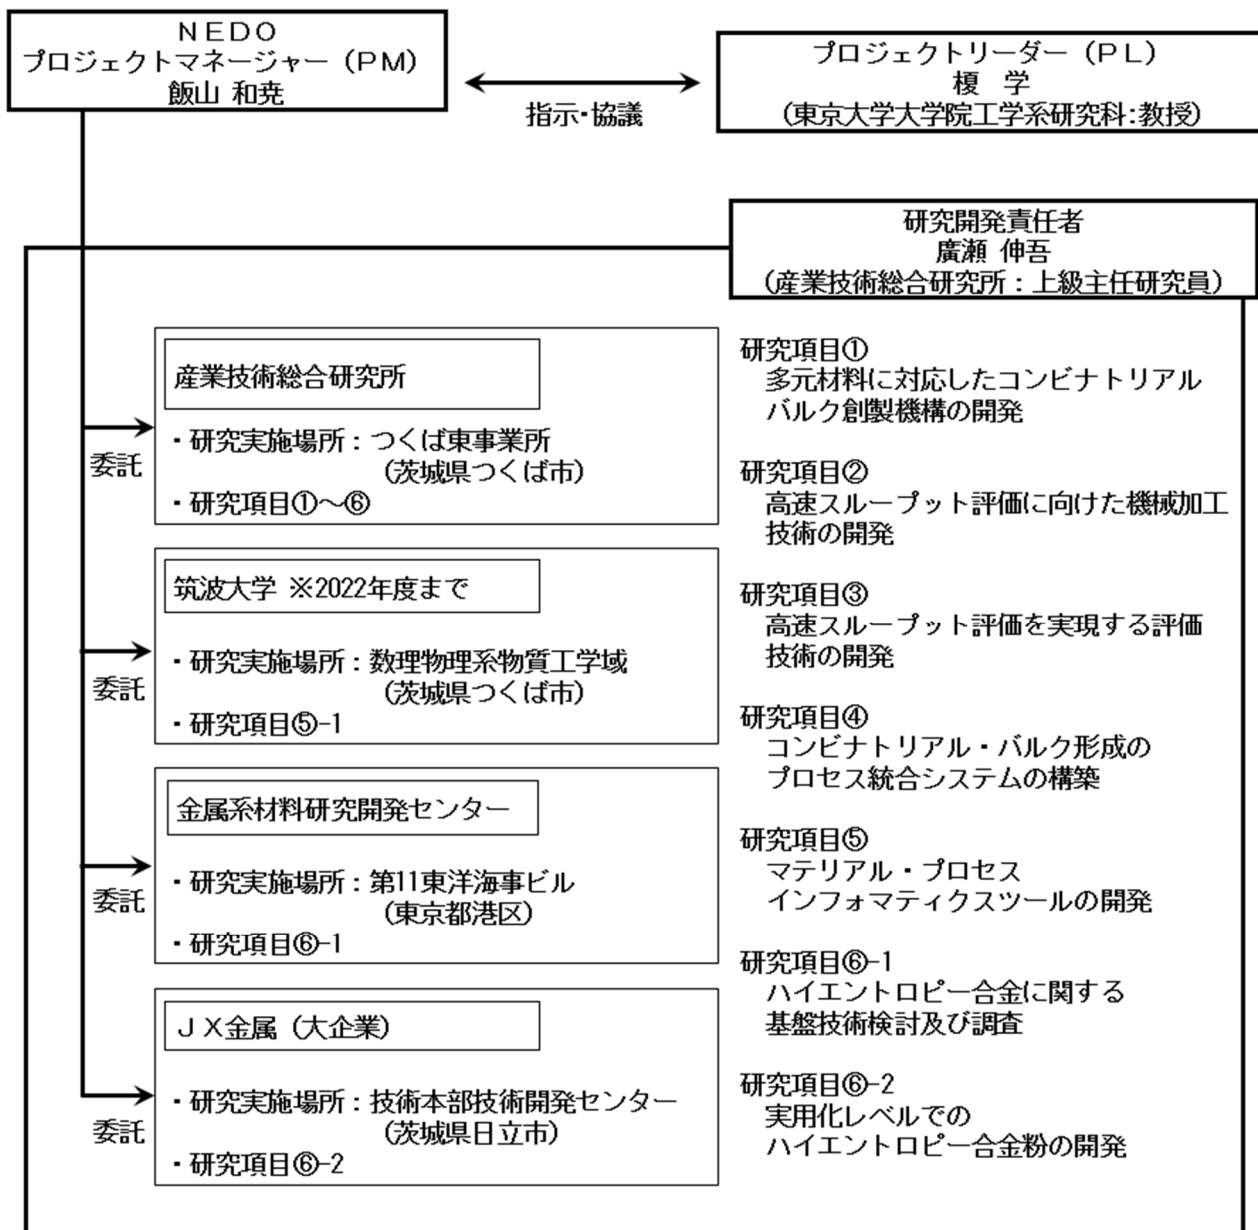 ＮＥＤＯ
プロジェクトマネージャー（ＰＭ）
飯山 和尭
指示・協議
プロジェクトリーダー（ＰＬ）
榎　学
（東京大学大学院工学系研究科：教授）
研究開発責任者
廣瀬 伸吾
（産業技術総合研究所：上級主任研究員）
委託
産業技術総合研究所
・研究実施場所：つくば東事業所
（茨城県つくば市）
・研究項目①～⑥
委託
筑波大学 ※2022年度まで
・研究実施場所：数理物理系物質工学域
（茨城県つくば市）
・研究項目⑤-1
委託
金属系材料研究開発センター
・研究実施場所：第11東洋海事ビル
（東京都港区）
・研究項目⑥-1
委託
ＪＸ金属（大企業）
・研究実施場所：技術本部技術開発センター
（茨城県日立市）
・研究項目⑥-2
研究項目①
多元材料に対応したコンビナトリアル
バルク創製機構の開発
研究項目②
高速スループット評価に向けた機械加工
技術の開発
研究項目③
高速スループット評価を実現する評価
技術の開発
研究項目④
コンビナトリアル・バルク形成の
プロセス統合システムの構築
研究項目⑤
マテリアル・プロセス
インフォマティクスツールの開発
研究項目⑥-1
ハイエントロピー合金に関する
基盤技術検討及び調査
研究項目⑥-2
実用化レベルでの
ハイエントロピー合金粉の開発